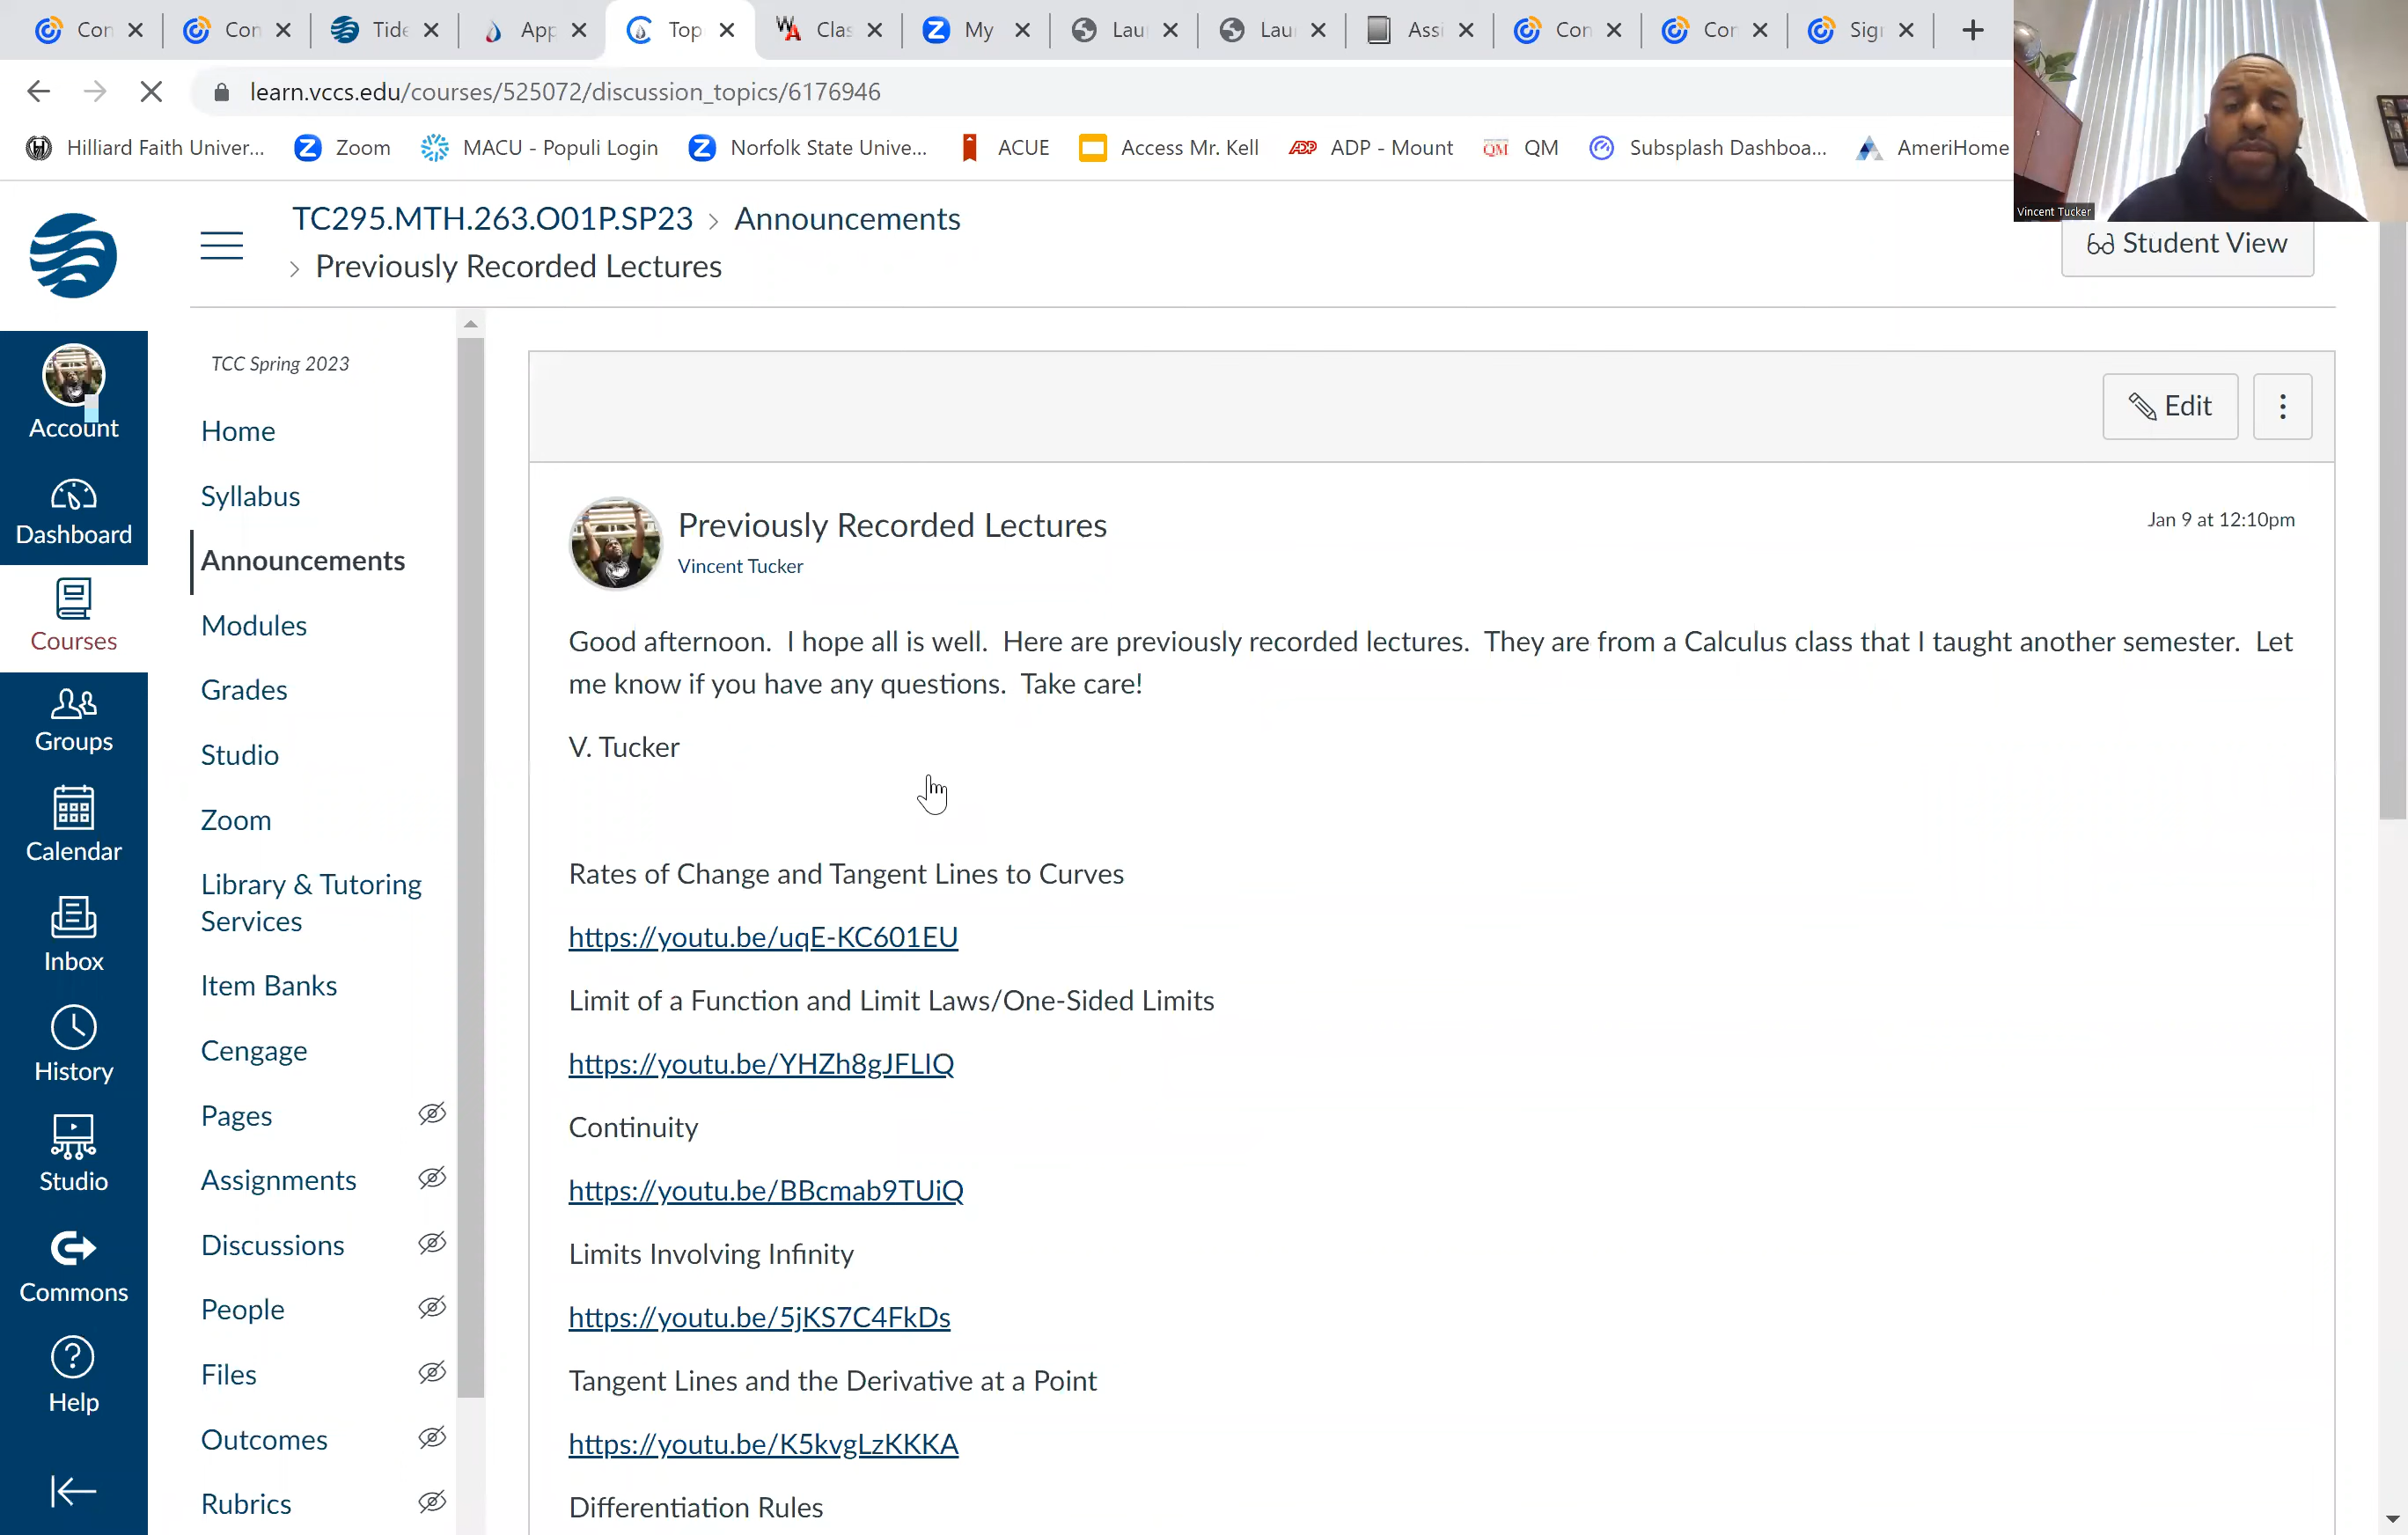 Con
Con
Tide
App
Top
Clas
My
Lau
Lau
Assi
Con
Con
Sig
learn.vccs.edu/courses/525072/discussion_topics/6176946
Hilliard Faith Univer...
Zoom
MACU - Populi Login
Norfolk State Unive...
ACUE
Access Mr. Kell
ADP - Mount
QM
Subsplash Dashboa...
AmeriHome
Vincent Tucker
TC295.MTH.263.O01P.SP23 > Announcements
> Previously Recorded Lectures
Student View
Account
Dashboard
Courses
Groups
Calendar
Inbox
History
Studio
Commons
Help
TCC Spring 2023
Home
Syllabus
Announcements
Modules
Grades
Studio
Zoom
Library & Tutoring
Services
Item Banks
Cengage
Pages
Assignments
Discussions
People
Files
Outcomes
Rubrics
Edit
Previously Recorded Lectures
Jan 9 at 12:10pm
Vincent Tucker
Good afternoon. I hope all is well. Here are previously recorded lectures. They are from a Calculus class that I taught another semester. Let
me know if you have any questions. Take care!
V. Tucker
Rates of Change and Tangent Lines to Curves
https://youtu.be/uqE-KC601EU
Limit of a Function and Limit Laws/One-Sided Limits
https://youtu.be/YHZh8gJFLIQ
Continuity
https://youtu.be/BBcmab9TUiQ
Limits Involving Infinity
https://youtu.be/5jKS7C4FkDs
Tangent Lines and the Derivative at a Point
https://youtu.be/K5kvgLzKKKA
Differentiation Rules